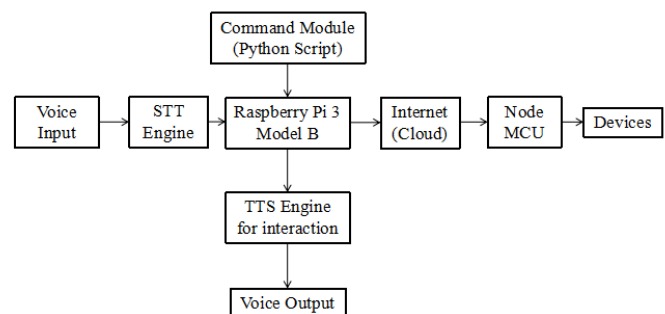 Command Module
(Python Script)
Voice
Input
STT
Engine
Raspberry Pi 3
Model B
Internet
(Cloud)
Node
MCU
Devices
TTS Engine
for interaction
Voice Output